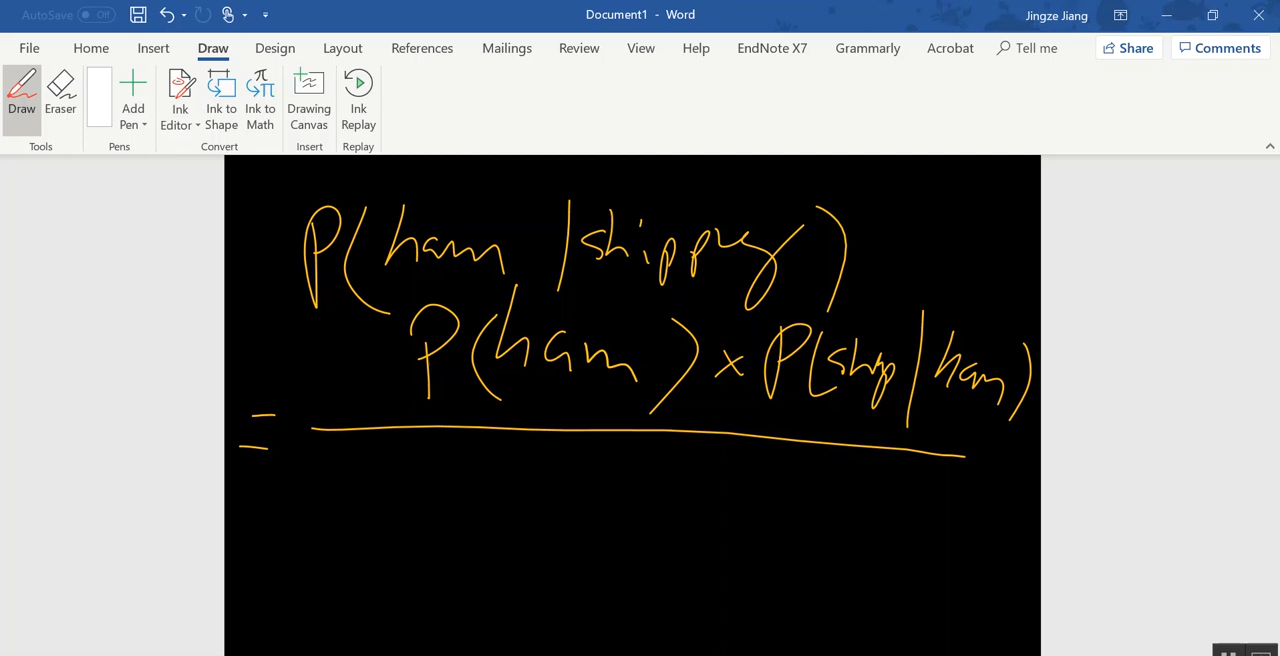 AutoSave Off Document1 - Word Jingze Jiang
File Home Insert Draw Design Layout References Mailings Review View Help EndNote X7 Grammarly Acrobat Tell me Share Comments
Draw Eraser Add Pen Ink Editor Ink to Shape Ink to Math Drawing Canvas Ink Replay
Tools Pens Convert Insert Replay
P(ham | shippey)
P(ham) × P(ship | ham)
=